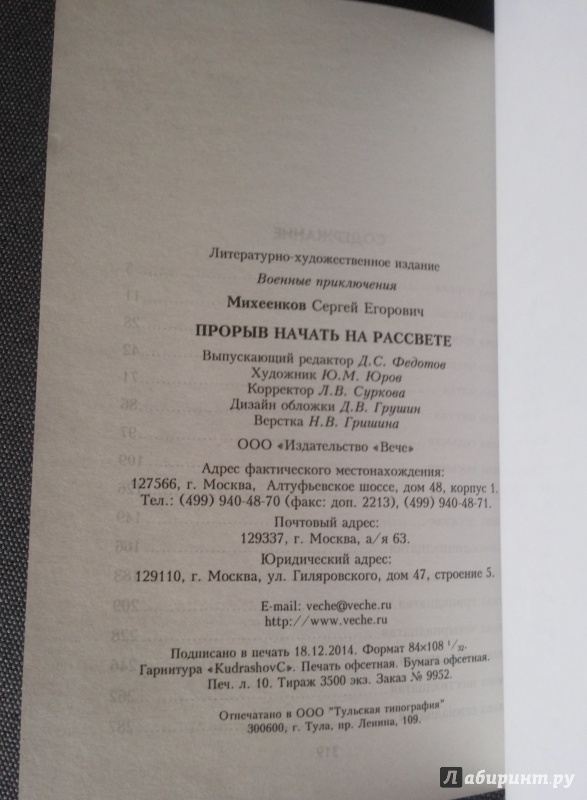 Литературно-художественное издание
Военные приключения
Михеенков Сергей Егорович
ПРОРЫВ НАЧАТЬ НА РАССВЕТЕ
Выпускающий редактор Д.С. Федотов
Художник Ю.М. Юров
Корректор Л.В. Суркова
Дизайн обложки Д.В. Грушин
Верстка Н.В. Гришина
ООО «Издательство «Вече»
Адрес фактического местонахождения:
127566, г. Москва, Алтуфьевское шоссе, дом 48, корпус 1.
Тел.: (499) 940-48-70 (факс: доп. 2213), (499) 940-48-71.
Почтовый адрес:
129337, г. Москва, а/я 63.
Юридический адрес:
129110, г. Москва, ул. Гиляровского, дом 47, строение 5.
E-mail: veche@veche.ru
http://www.veche.ru
Подписано в печать 18.12.2014. Формат 84×108 1/32.
Гарнитура «KudrashovC». Печать офсетная. Бумага офсетная.
Печ. л. 10. Тираж 3500 экз. Заказ № 9952.
Отпечатано в ООО "Тульская типография"
300600, г. Тула, пр. Ленина, 109.
Лабиринт.ру